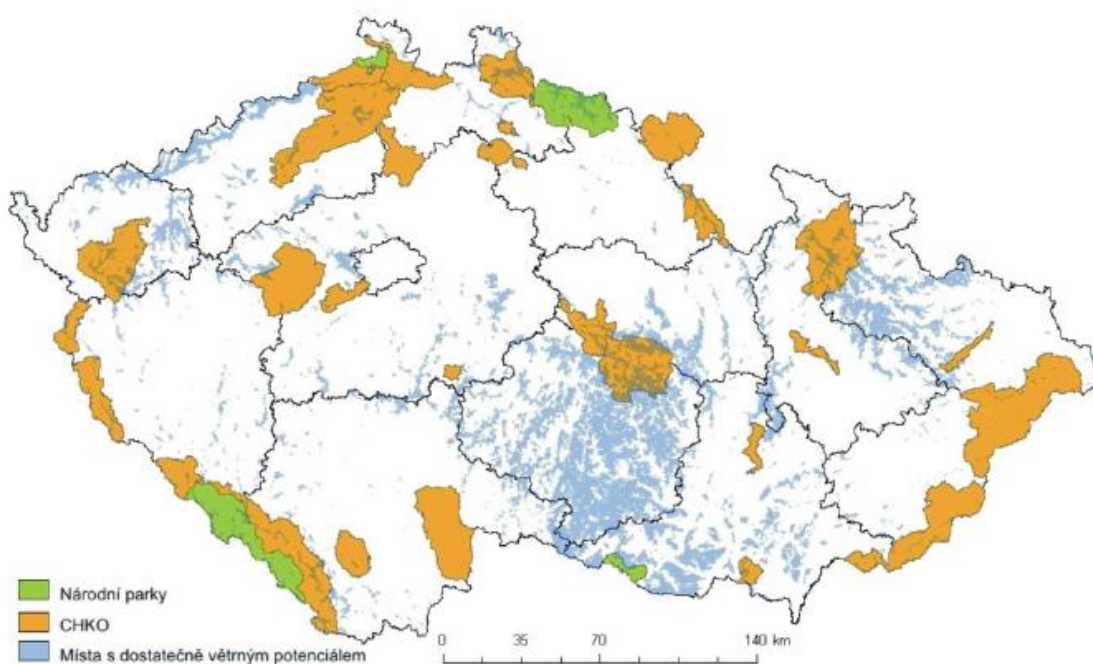 Národní parky
CHKO
Místa s dostatečně větrným potenciálem
0 35 70 140 km